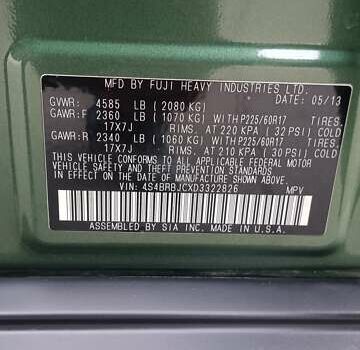 MFD BY FUJI HEAVY INDUSTRIES LTD.
DATE: 05/13
GVWR: 4585 LB (2080 KG)
GAWR:F 2360 LB (1070 KG) WITH P225/60R17 TIRES,
17X7J RIMS, AT 220 KPA (32 PSI) COLD
GAWR:R 2340 LB (1060 KG) WITH P225/60R17 TIRES,
17X7J RIMS, AT 210 KPA (30 PSI) COLD
THIS VEHICLE CONFORMS TO ALL APPLICABLE
FEDERAL MOTOR VEHICLE SAFETY STANDARDS IN
EFFECT ON THE DATE OF MANUFACTURE SHOWN ABOVE.
VIN: 4S4BRBJCXD3322826 MPV
ASSEMBLED BY SIA INC. MADE IN U.S.A.